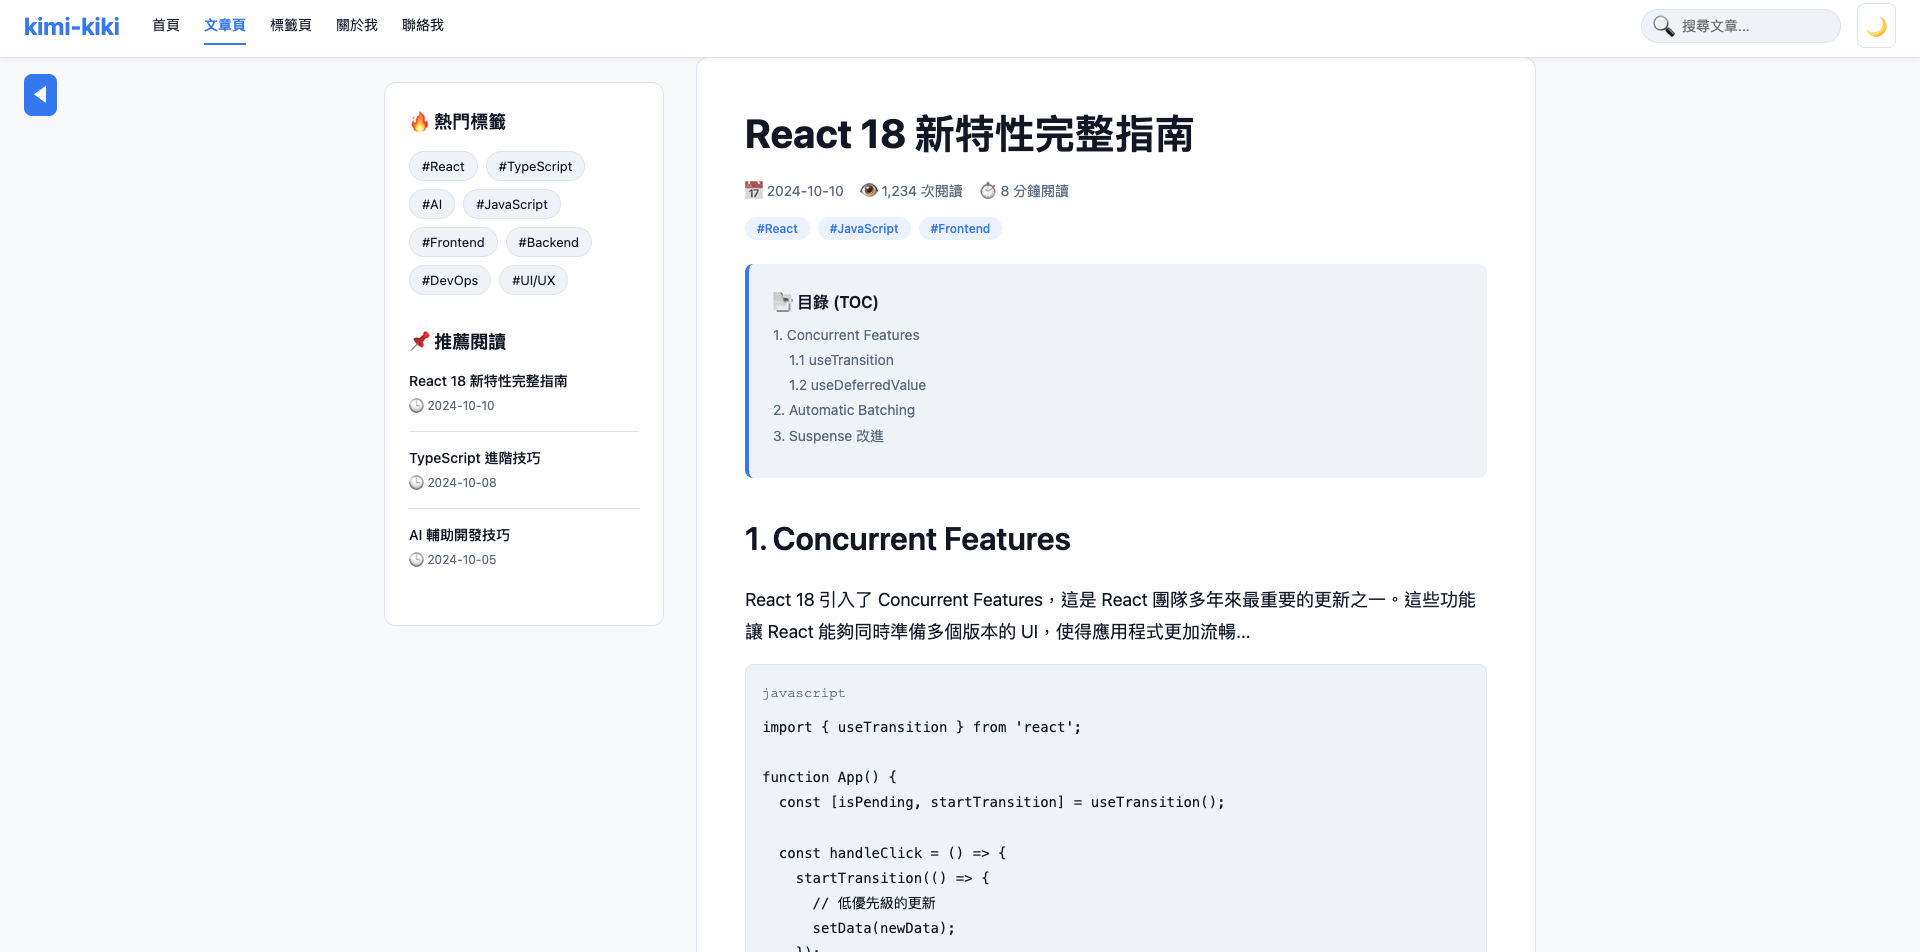 kimi-kiki
首頁
文章頁
標籤頁
關於我
聯絡我
搜尋文章...
🔥 熱門標籤
#React #TypeScript
#AI #JavaScript
#Frontend #Backend
#DevOps #UI/UX
📌 推薦閱讀
React 18 新特性完整指南
🕒 2024-10-10
TypeScript 進階技巧
🕒 2024-10-08
AI 輔助開發技巧
🕒 2024-10-05
React 18 新特性完整指南
📅 2024-10-10 👁️ 1,234 次閱讀 ⏱️ 8 分鐘閱讀
#React #JavaScript #Frontend
📑 目錄 (TOC)
1. Concurrent Features
1.1 useTransition
1.2 useDeferredValue
2. Automatic Batching
3. Suspense 改進
1. Concurrent Features
React 18 引入了 Concurrent Features，這是 React 團隊多年來最重要的更新之一。這些功能
讓 React 能夠同時準備多個版本的 UI，使得應用程式更加流暢...
javascript
import { useTransition } from 'react';
function App() {
  const [isPending, startTransition] = useTransition();
  const handleClick = () => {
    startTransition(() => {
      // 低優先級的更新
      setData(newData);
    });